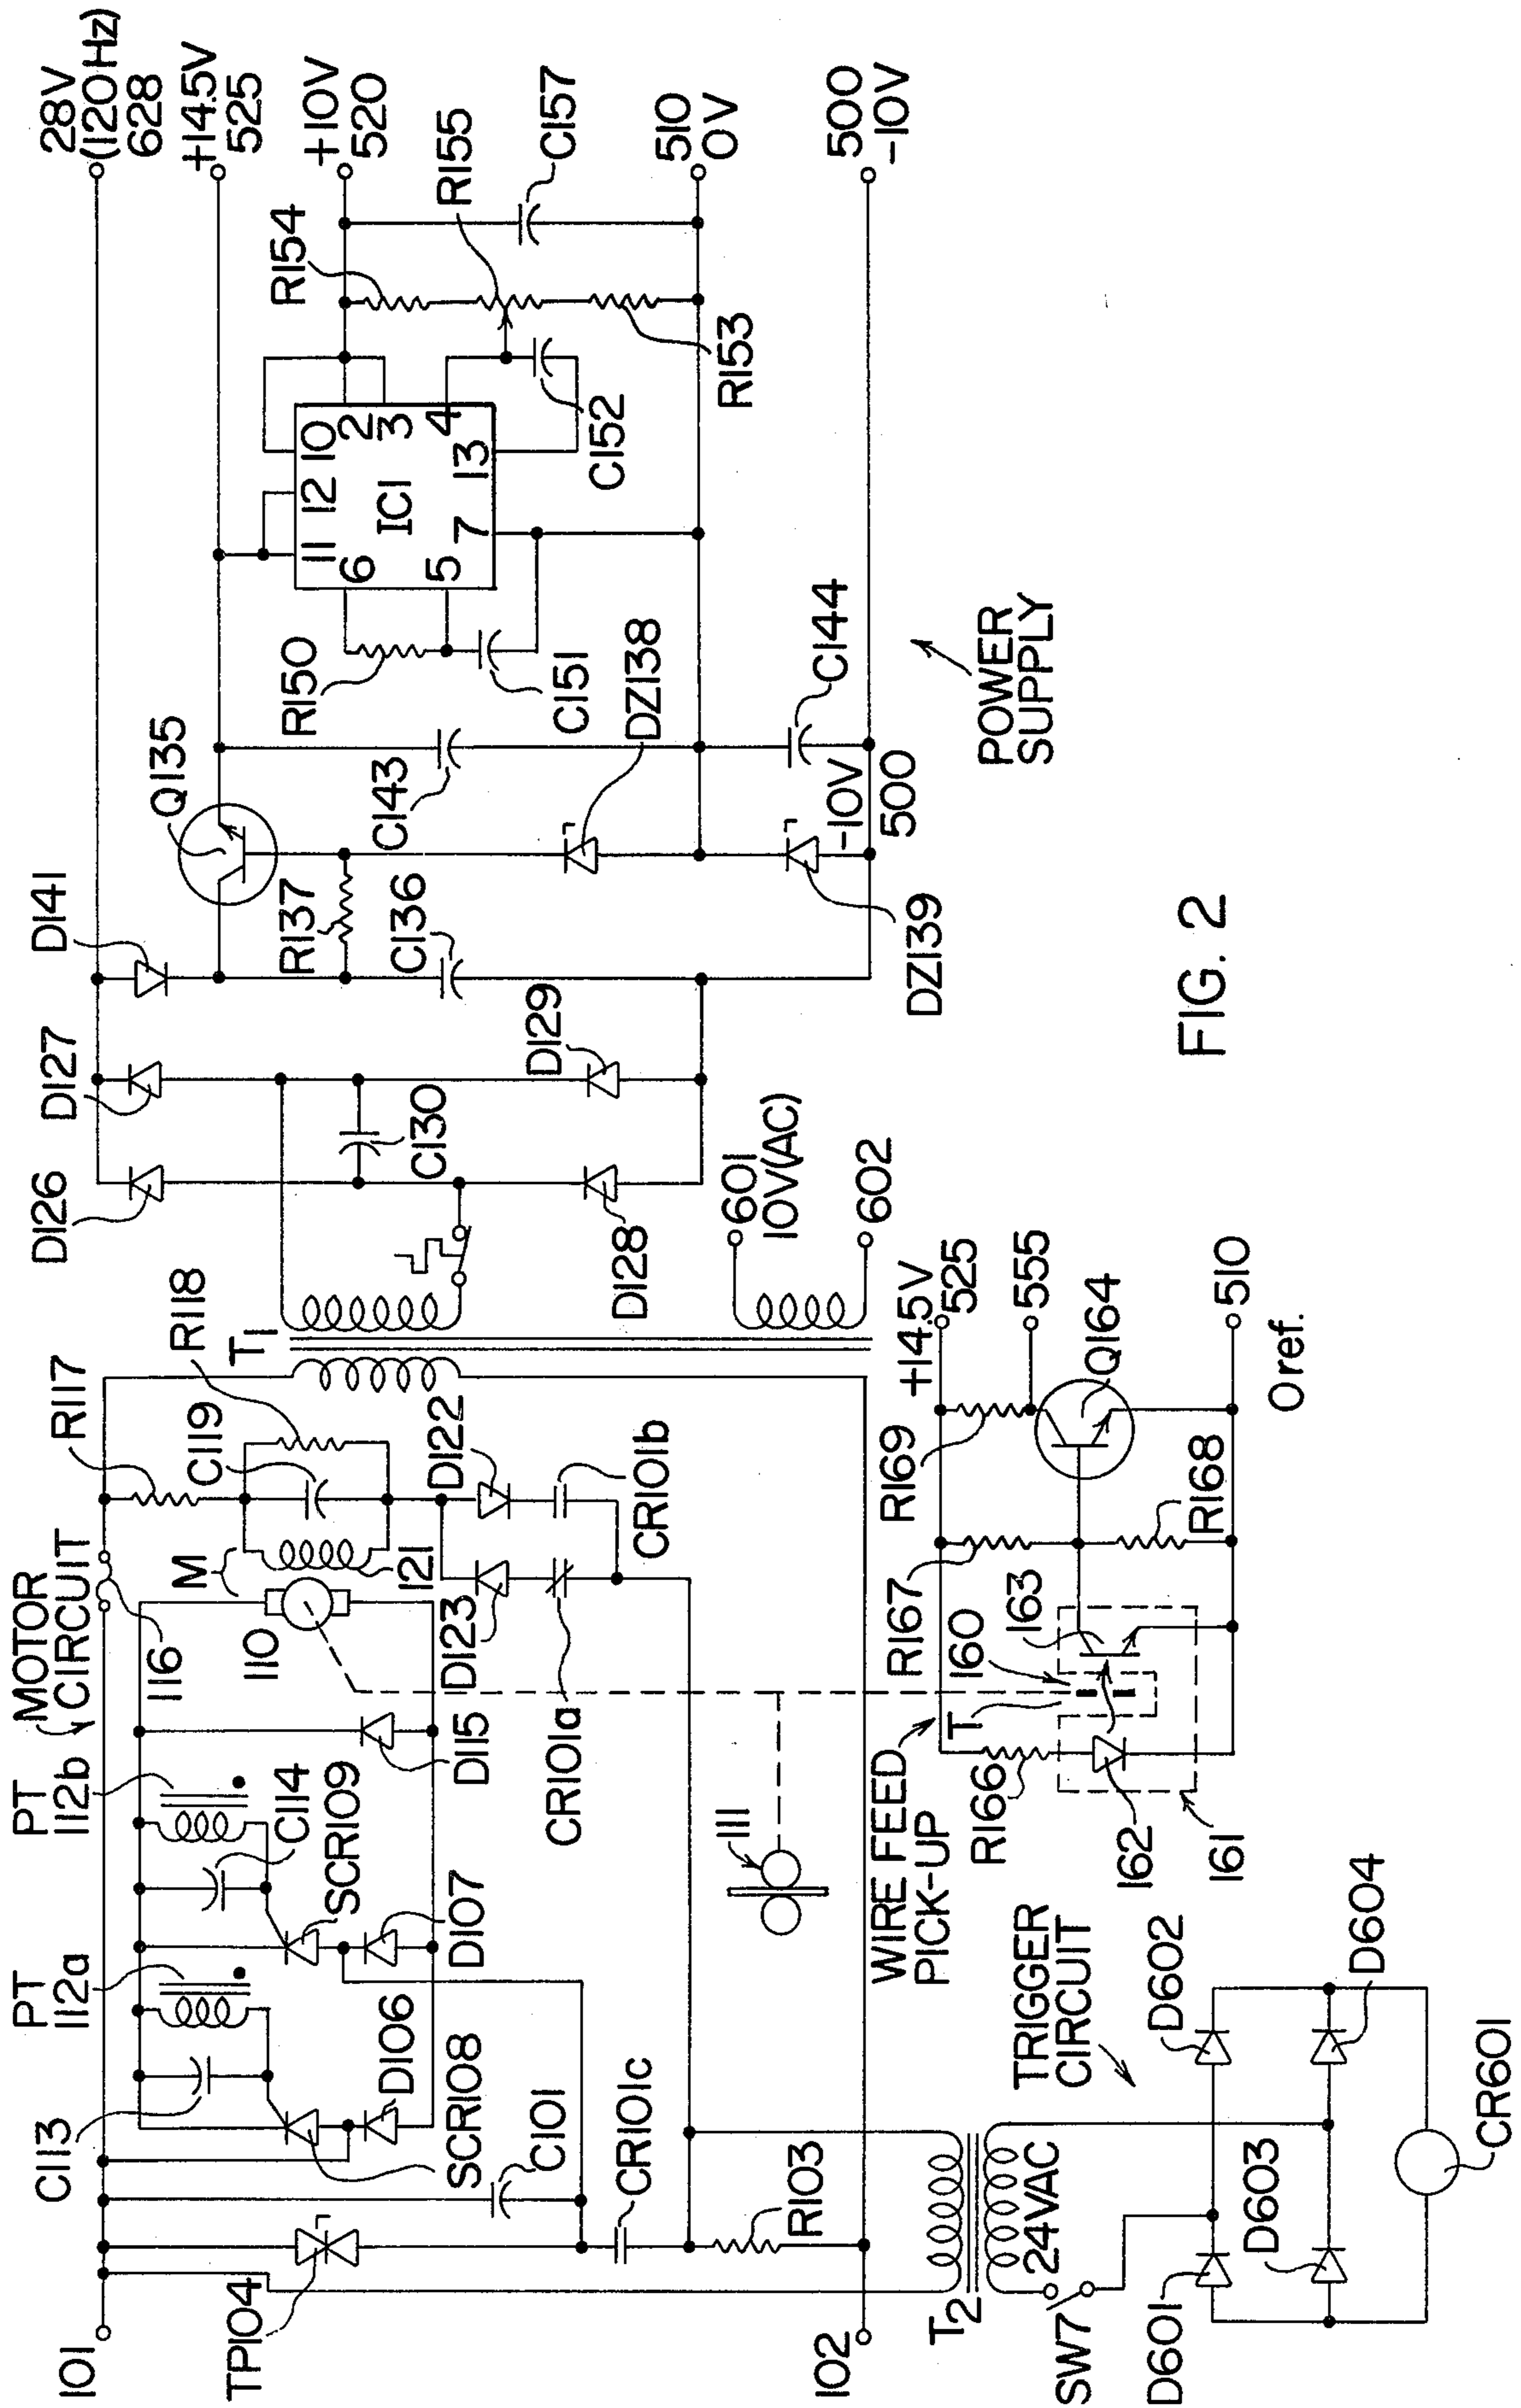 28V
(120Hz)
628
+14.5V
525
+10V
520
510
0V
500
-10V
C157
R155
R154
R153
C152
10
2
3
4
12
13
IC1
11
7
6
5
R150
C151
DZ138
C144
Q135
C143
-10V
500
D141
R137
C136
DZ139
D127
D129
C130
D126
D128
601
10V(AC)
602
POWER
SUPPLY
FIG. 2
T1
R118
R117
C119
D122
CR101b
MOTOR
CIRCUIT
M
121
116
110
D123
CR101a
PT
112b
C114
SCR109
D115
D107
PT
112a
D106
SCR108
C113
C101
CR101c
R103
TP104
101
102
111
WIRE FEED
PICK-UP
+14.5V
525
555
510
0 ref.
Q164
R169
R168
R167
163
160
T
R166
162
161
TRIGGER
CIRCUIT
D602
D604
T2
24VAC
SW7
D601
D603
CR601